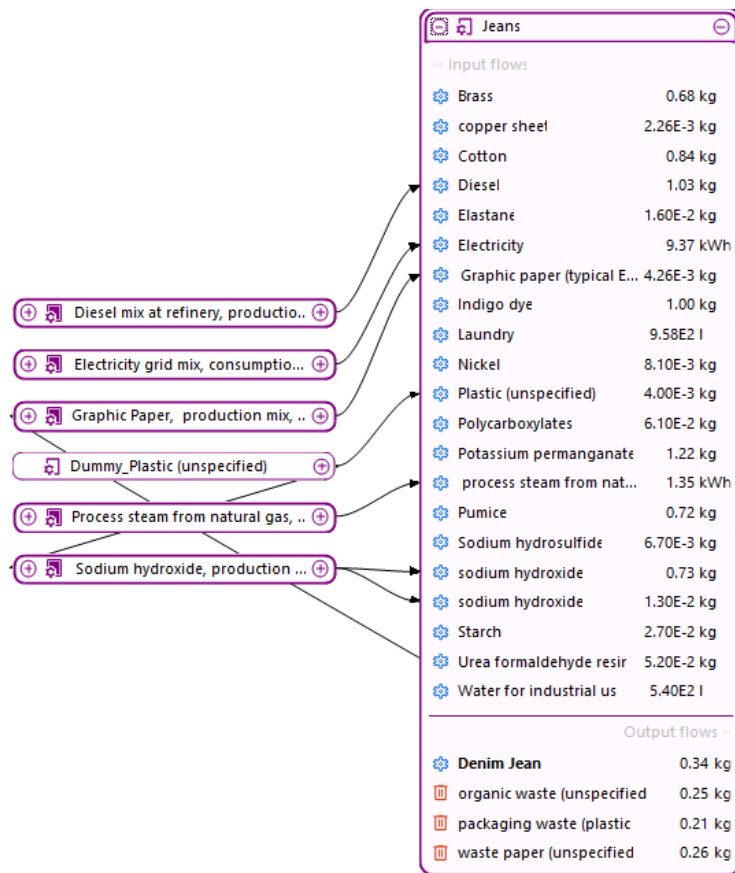 Jeans
Input flows
Brass 0.68 kg
copper sheet 2.26E-3 kg
Cotton 0.84 kg
Diesel 1.03 kg
Elastane 1.60E-2 kg
Electricity 9.37 kWh
Graphic paper (typical E... 4.26E-3 kg
Indigo dye 1.00 kg
Laundry 9.58E2 l
Nickel 8.10E-3 kg
Plastic (unspecified) 4.00E-3 kg
Polycarboxylates 6.10E-2 kg
Potassium permanganate 1.22 kg
process steam from nat... 1.35 kWh
Pumice 0.72 kg
Sodium hydrosulfide 6.70E-3 kg
sodium hydroxide 0.73 kg
sodium hydroxide 1.30E-2 kg
Starch 2.70E-2 kg
Urea formaldehyde resin 5.20E-2 kg
Water for industrial us 5.40E2 l
Output flows
Denim Jean 0.34 kg
organic waste (unspecified 0.25 kg
packaging waste (plastic 0.21 kg
waste paper (unspecified 0.26 kg
Diesel mix at refinery, productio..
Electricity grid mix, consumptio...
Graphic Paper, production mix, ..
Dummy_Plastic (unspecified)
Process steam from natural gas, ..
Sodium hydroxide, production ...